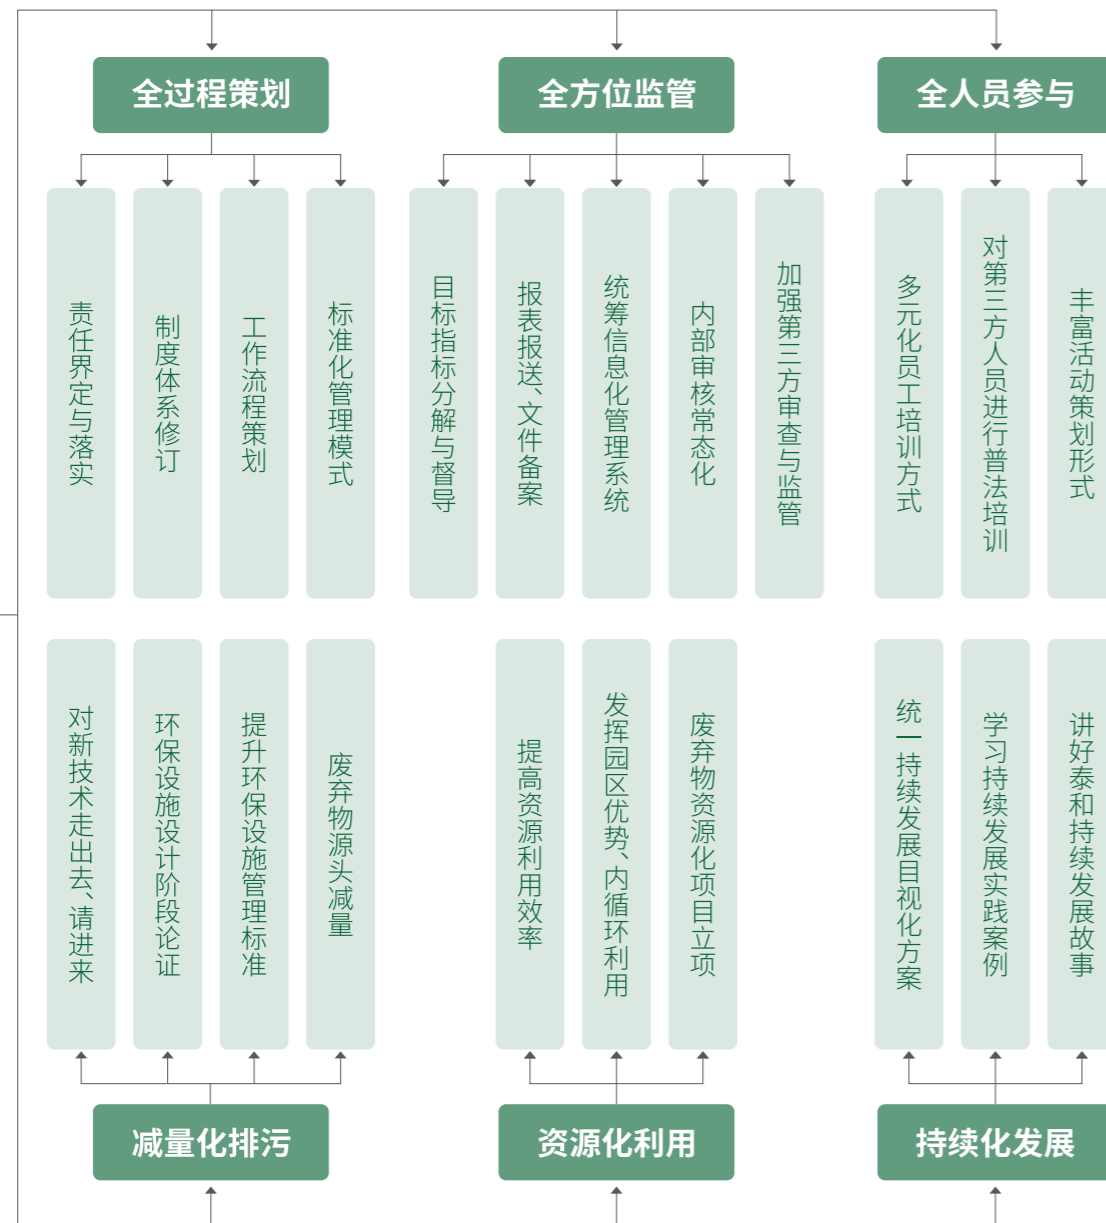 全过程策划
全方位监管
全人员参与
责任界定与落实
制度体系修订
工作流程策划
标准化管理模式
目标指标分解与督导
报表报送、文件备案
统筹信息化管理系统
内部审核常态化
加强第三方审查与监管
多元化员工培训方式
对第三方人员进行普法培训
丰富活动策划形式
对新技术走出去、请进来
环保设施设计阶段论证
提升环保设施管理标准
废弃物源头减量
提高资源利用效率
发挥园区优势、内循环利用
废弃物资源化项目立项
统一持续发展目视化方案
学习持续发展实践案例
讲好泰和持续发展故事
减量化排污
资源化利用
持续化发展